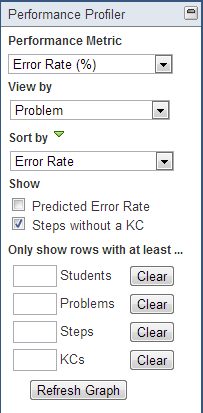 Performance Profiler
Performance Metric
Error Rate (%)
View by
Problem
Sort by
Error Rate
Show
Predicted Error Rate
Steps without a KC
Only show rows with at least ...
Students Clear
Problems Clear
Steps Clear
KCs Clear
Refresh Graph